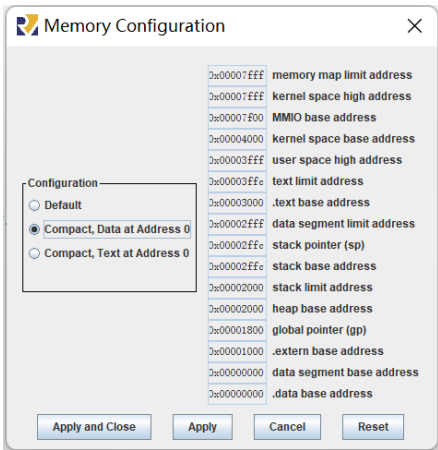 Memory Configuration
0x00007fff memory map limit address
0x00007fff kernel space high address
0x00007f00 MMIO base address
0x00004000 kernel space base address
0x00003fff user space high address
0x00003ffc text limit address
0x00003000 .text base address
0x00002fff data segment limit address
0x00002ffc stack pointer (sp)
0x00002ffc stack base address
0x00002000 stack limit address
0x00002000 heap base address
0x00001800 global pointer (gp)
0x00001000 .extern base address
0x00000000 data segment base address
0x00000000 .data base address
Configuration
Default
Compact, Data at Address 0
Compact, Text at Address 0
Apply and Close Apply Cancel Reset